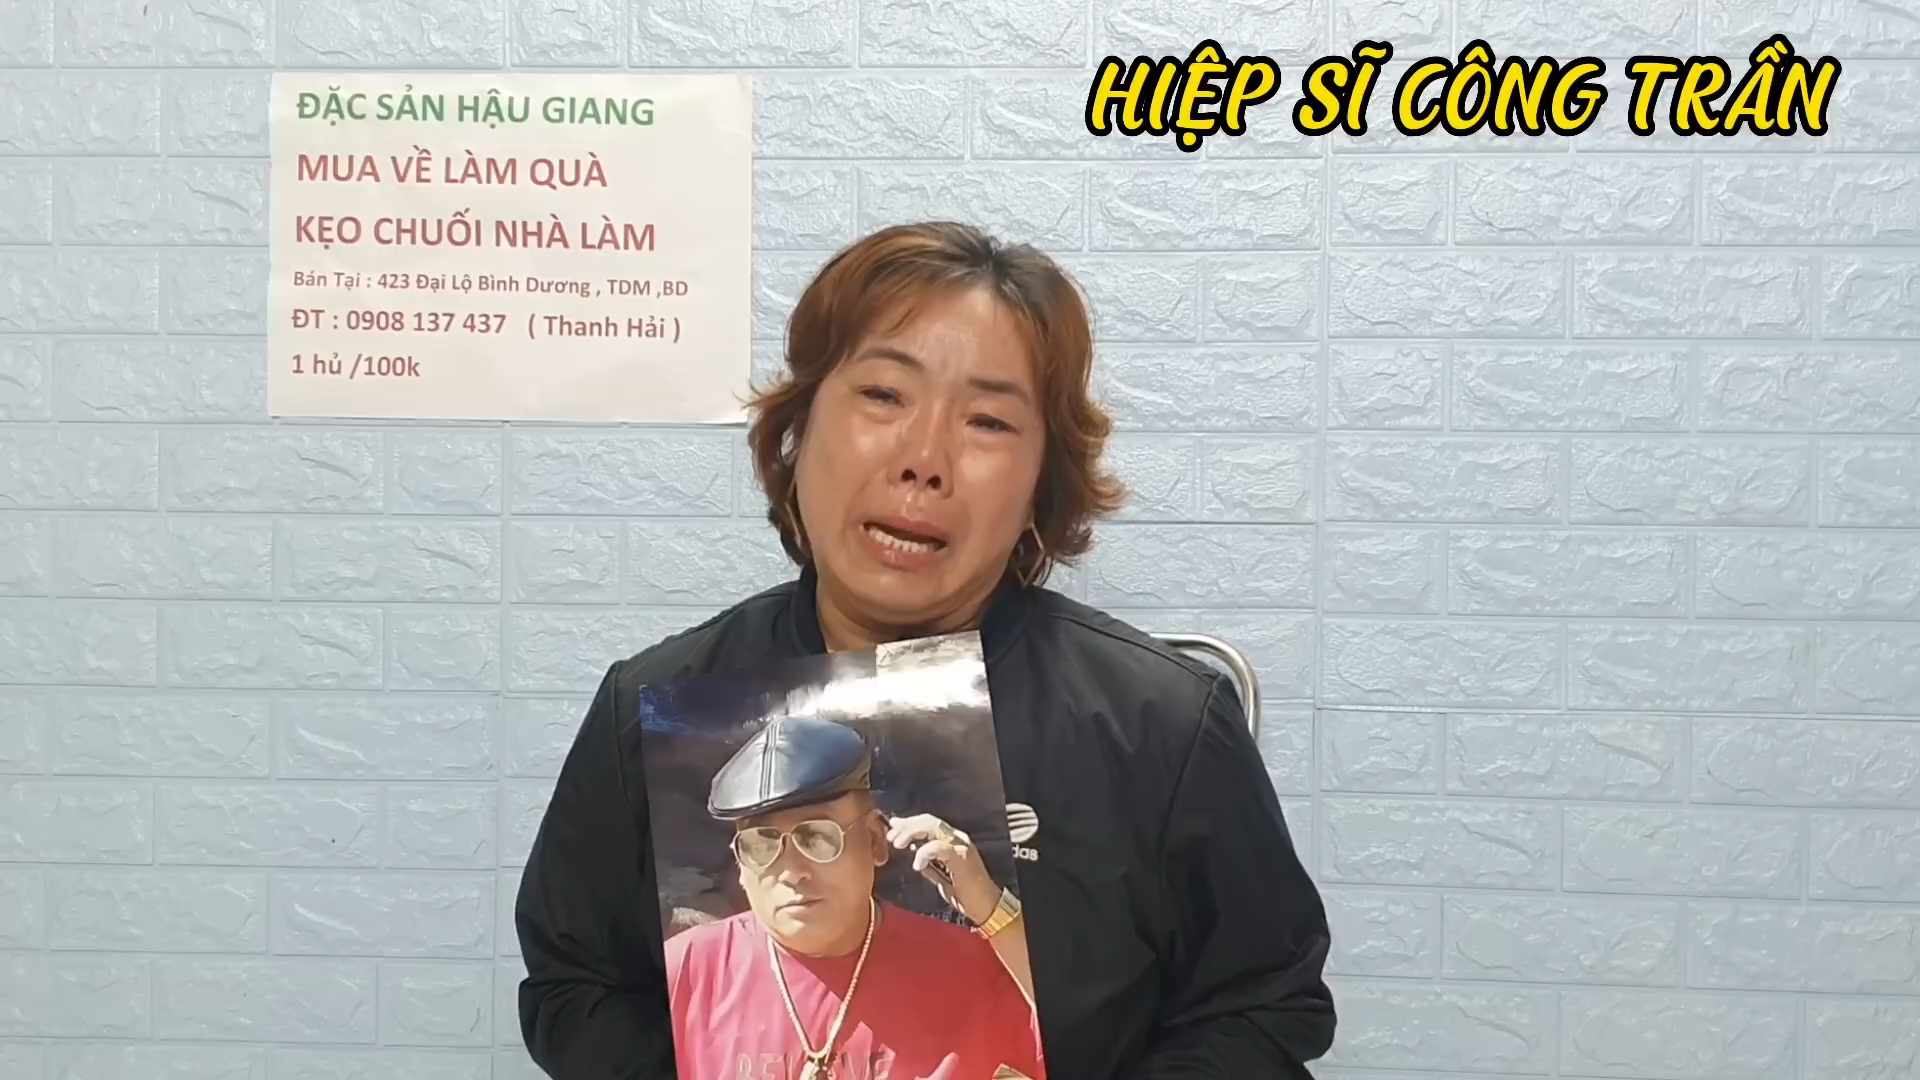 HIỆP SĨ CÔNG TRẦN
ĐẶC SẢN HẬU GIANG
MUA VỀ LÀM QUÀ
KẸO CHUỐI NHÀ LÀM
Bán Tại : 423 Đại Lộ Bình Dương , TDM ,BD
ĐT : 0908 137 437 ( Thanh Hải )
1 hủ /100k
das